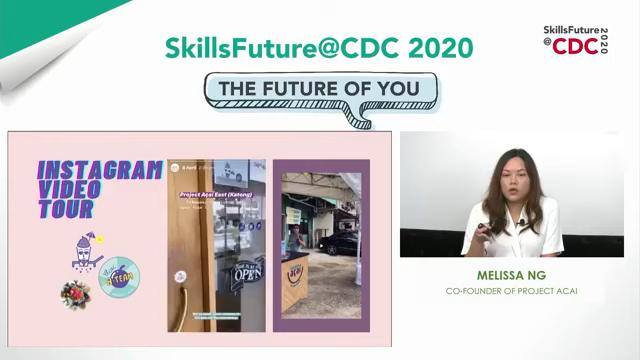 SkillsFuture@CDC 2020
SkillsFuture
@CDC
2020
THE FUTURE OF YOU
INSTAGRAM
VIDEO
TOUR
Project Acai East (Katong)
OPEN
MELISSA NG
CO-FOUNDER OF PROJECT ACAI